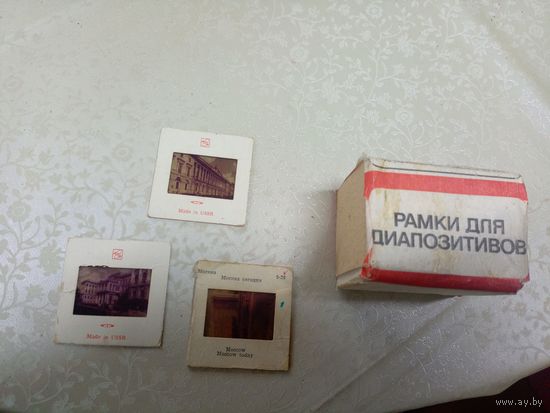 Made in USSR
РАМКИ ДЛЯ
ДИАПОЗИТИВОВ
Made in USSR
Москва
Москва сегодня
Moscow
Moscow today
www.ay.by